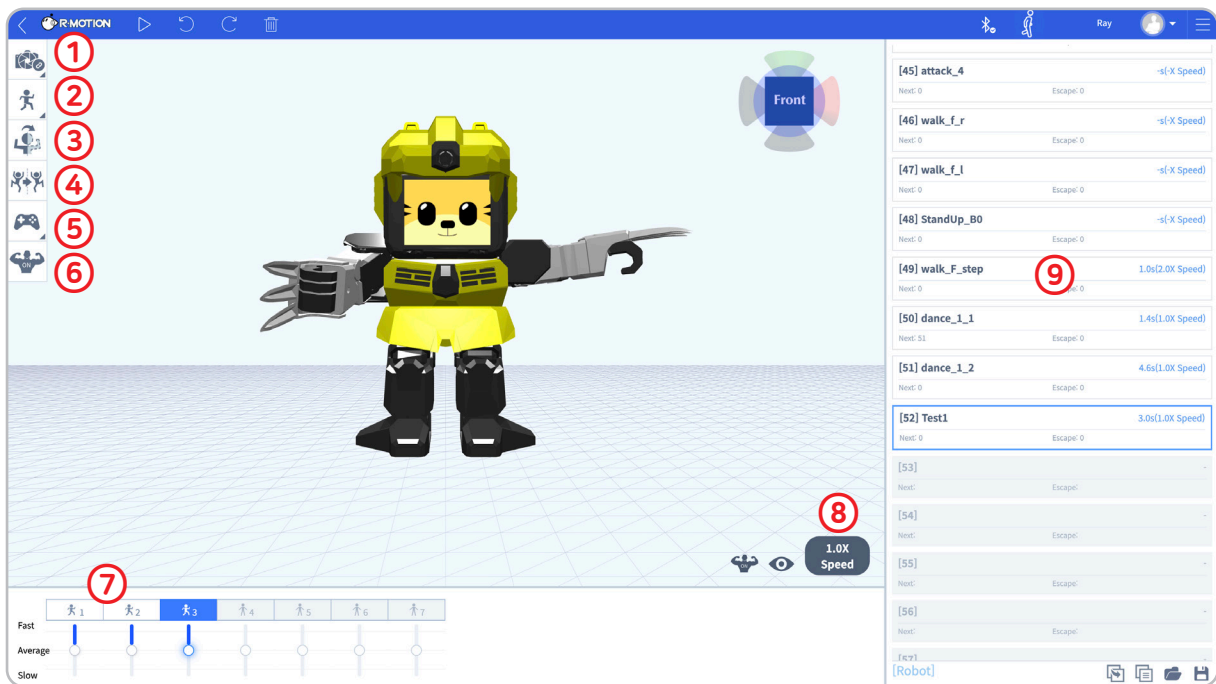 R·MOTION
Ray
1
2
3
4
5
6
ON
Front
[45] attack_4 -s(-X Speed)
Next: 0 Escape: 0
[46] walk_f_r -s(-X Speed)
Next: 0 Escape: 0
[47] walk_f_l -s(-X Speed)
Next: 0 Escape: 0
[48] StandUp_B0 -s(-X Speed)
Next: 0 Escape: 0
[49] walk_F_step 1.0s(2.0X Speed)
9
Next: 0 Escape: 0
[50] dance_1_1 1.4s(1.0X Speed)
Next: 51 Escape: 0
[51] dance_1_2 4.6s(1.0X Speed)
Next: 0 Escape: 0
[52] Test1 3.0s(1.0X Speed)
Next: 0 Escape: 0
[53] -
Next: Escape:
[54] -
Next: Escape:
[55] -
Next: Escape:
[56] -
Next: Escape:
[57] -
[Robot]
8
1.0X
Speed
ON
7
1 2 3 4 5 6 7
Fast
Average
Slow